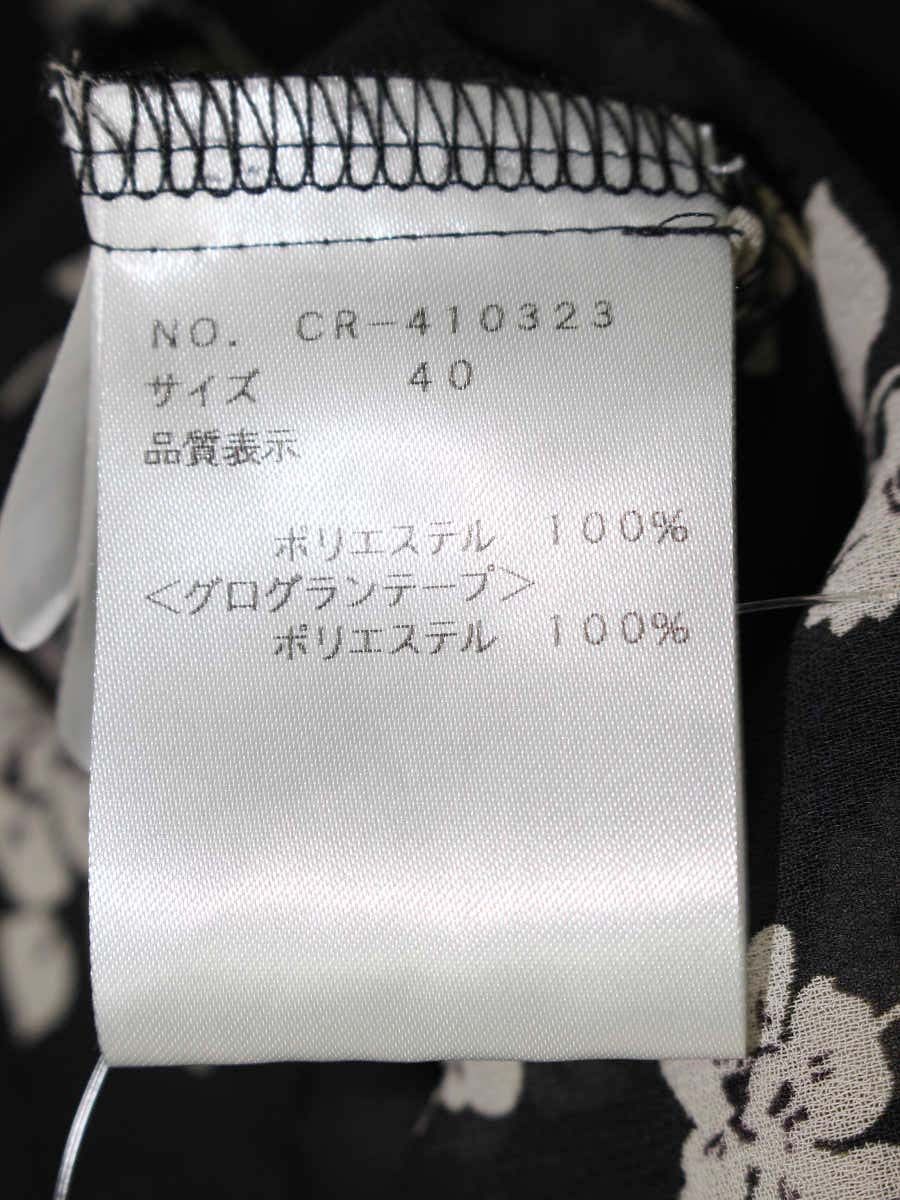 NO. CR-410323
サイズ 40
品質表示
ポリエステル 100%
<グログランテープ>
ポリエステル 100%